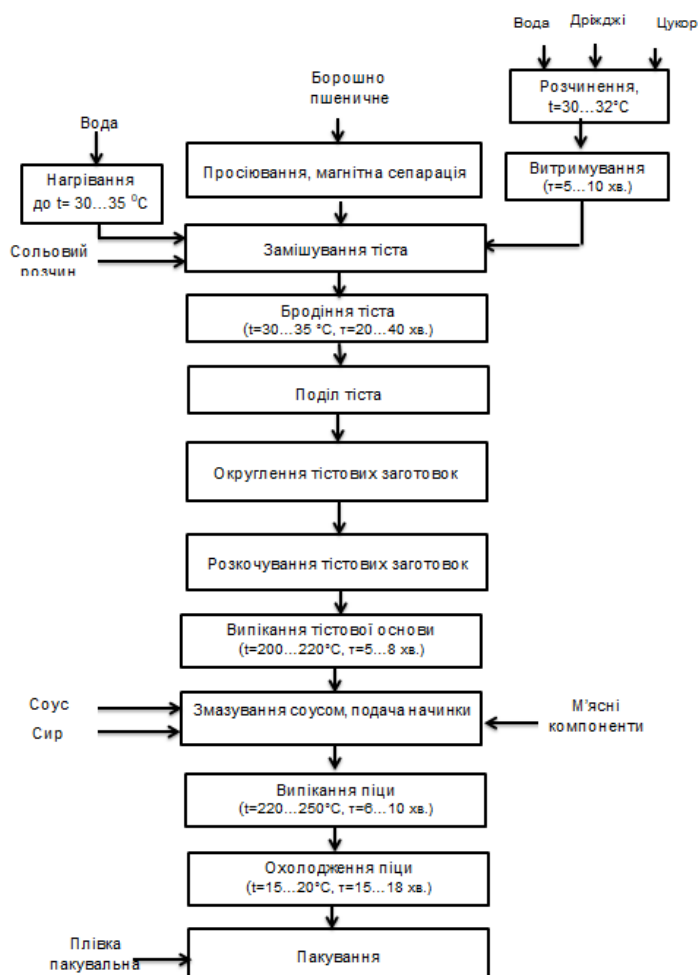 Вода
Дріжджі
Цукор
Борошно
пшеничне
Розчинення,
t=30...32°C
Вода
Витримування
(τ=5...10 хв.)
Просіювання, магнітна сепарація
Нагрівання
до t= 30...35 ⁰C
Замішування тіста
Сольовий
розчин
Бродіння тіста
(t=30...35 °C, τ=20...40 хв.)
Поділ тіста
Округлення тістових заготовок
Розкочування тістових заготовок
Випікання тістової основи
(t=200...220°C, τ=5...8 хв.)
Соус
Сир
Змазування соусом, подача начинки
М'ясні
компоненти
Випікання піци
(t=220...250°C, τ=6...10 хв.)
Охолодження піци
(t=15...20°C, τ=15...18 хв.)
Плівка
пакувальна
Пакування